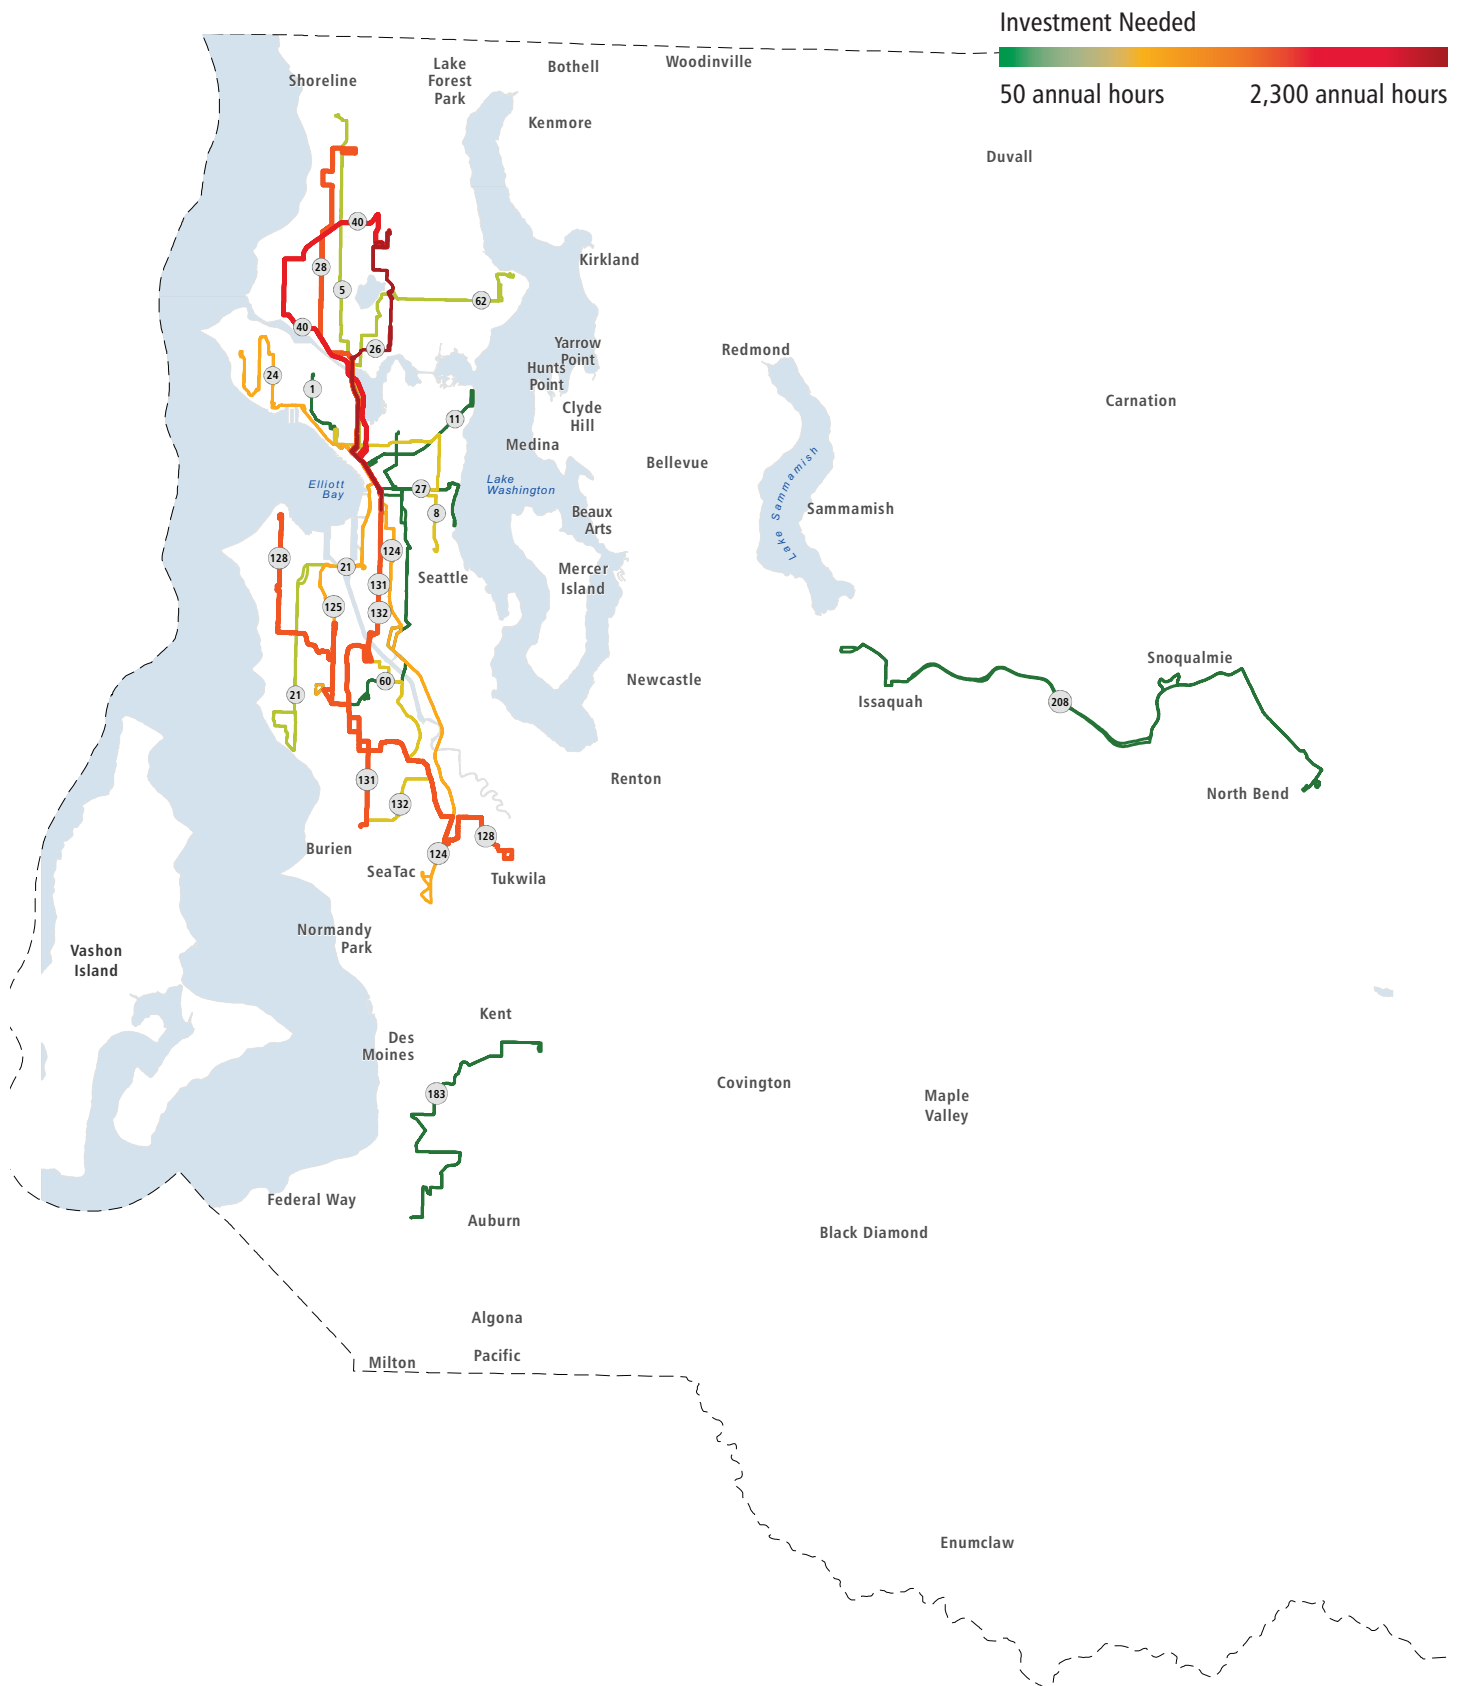 Investment Needed
50 annual hours
2,300 annual hours
Shoreline
Lake
Forest
Park
Bothell
Woodinville
Kenmore
Duvall
40
28
5
62
Kirkland
40
26
24
1
Yarrow
Point
Hunts
Point
Redmond
Clyde
Hill
Carnation
11
Medina
Bellevue
Elliott
Bay
27
Lake
Washington
8
Beaux
Arts
Lake Sammamish
Sammamish
128
124
21
Seattle
131
Mercer
Island
125
132
60
Newcastle
21
Issaquah
208
Snoqualmie
131
132
Renton
North Bend
128
Burien
124
SeaTac
Tukwila
Normandy
Park
Vashon
Island
Kent
Des
Moines
183
Covington
Maple
Valley
Federal Way
Auburn
Black Diamond
Algona
Pacific
Milton
Enumclaw